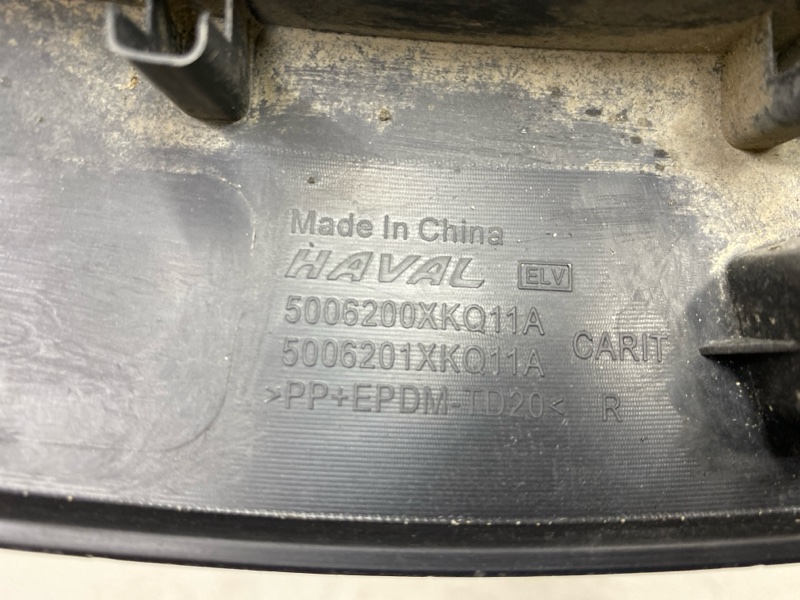 Made In China
HAVAL ELV
5006200XKQ11A
5006201XKQ11A CARIT
>PP+EPDM-TD20< R